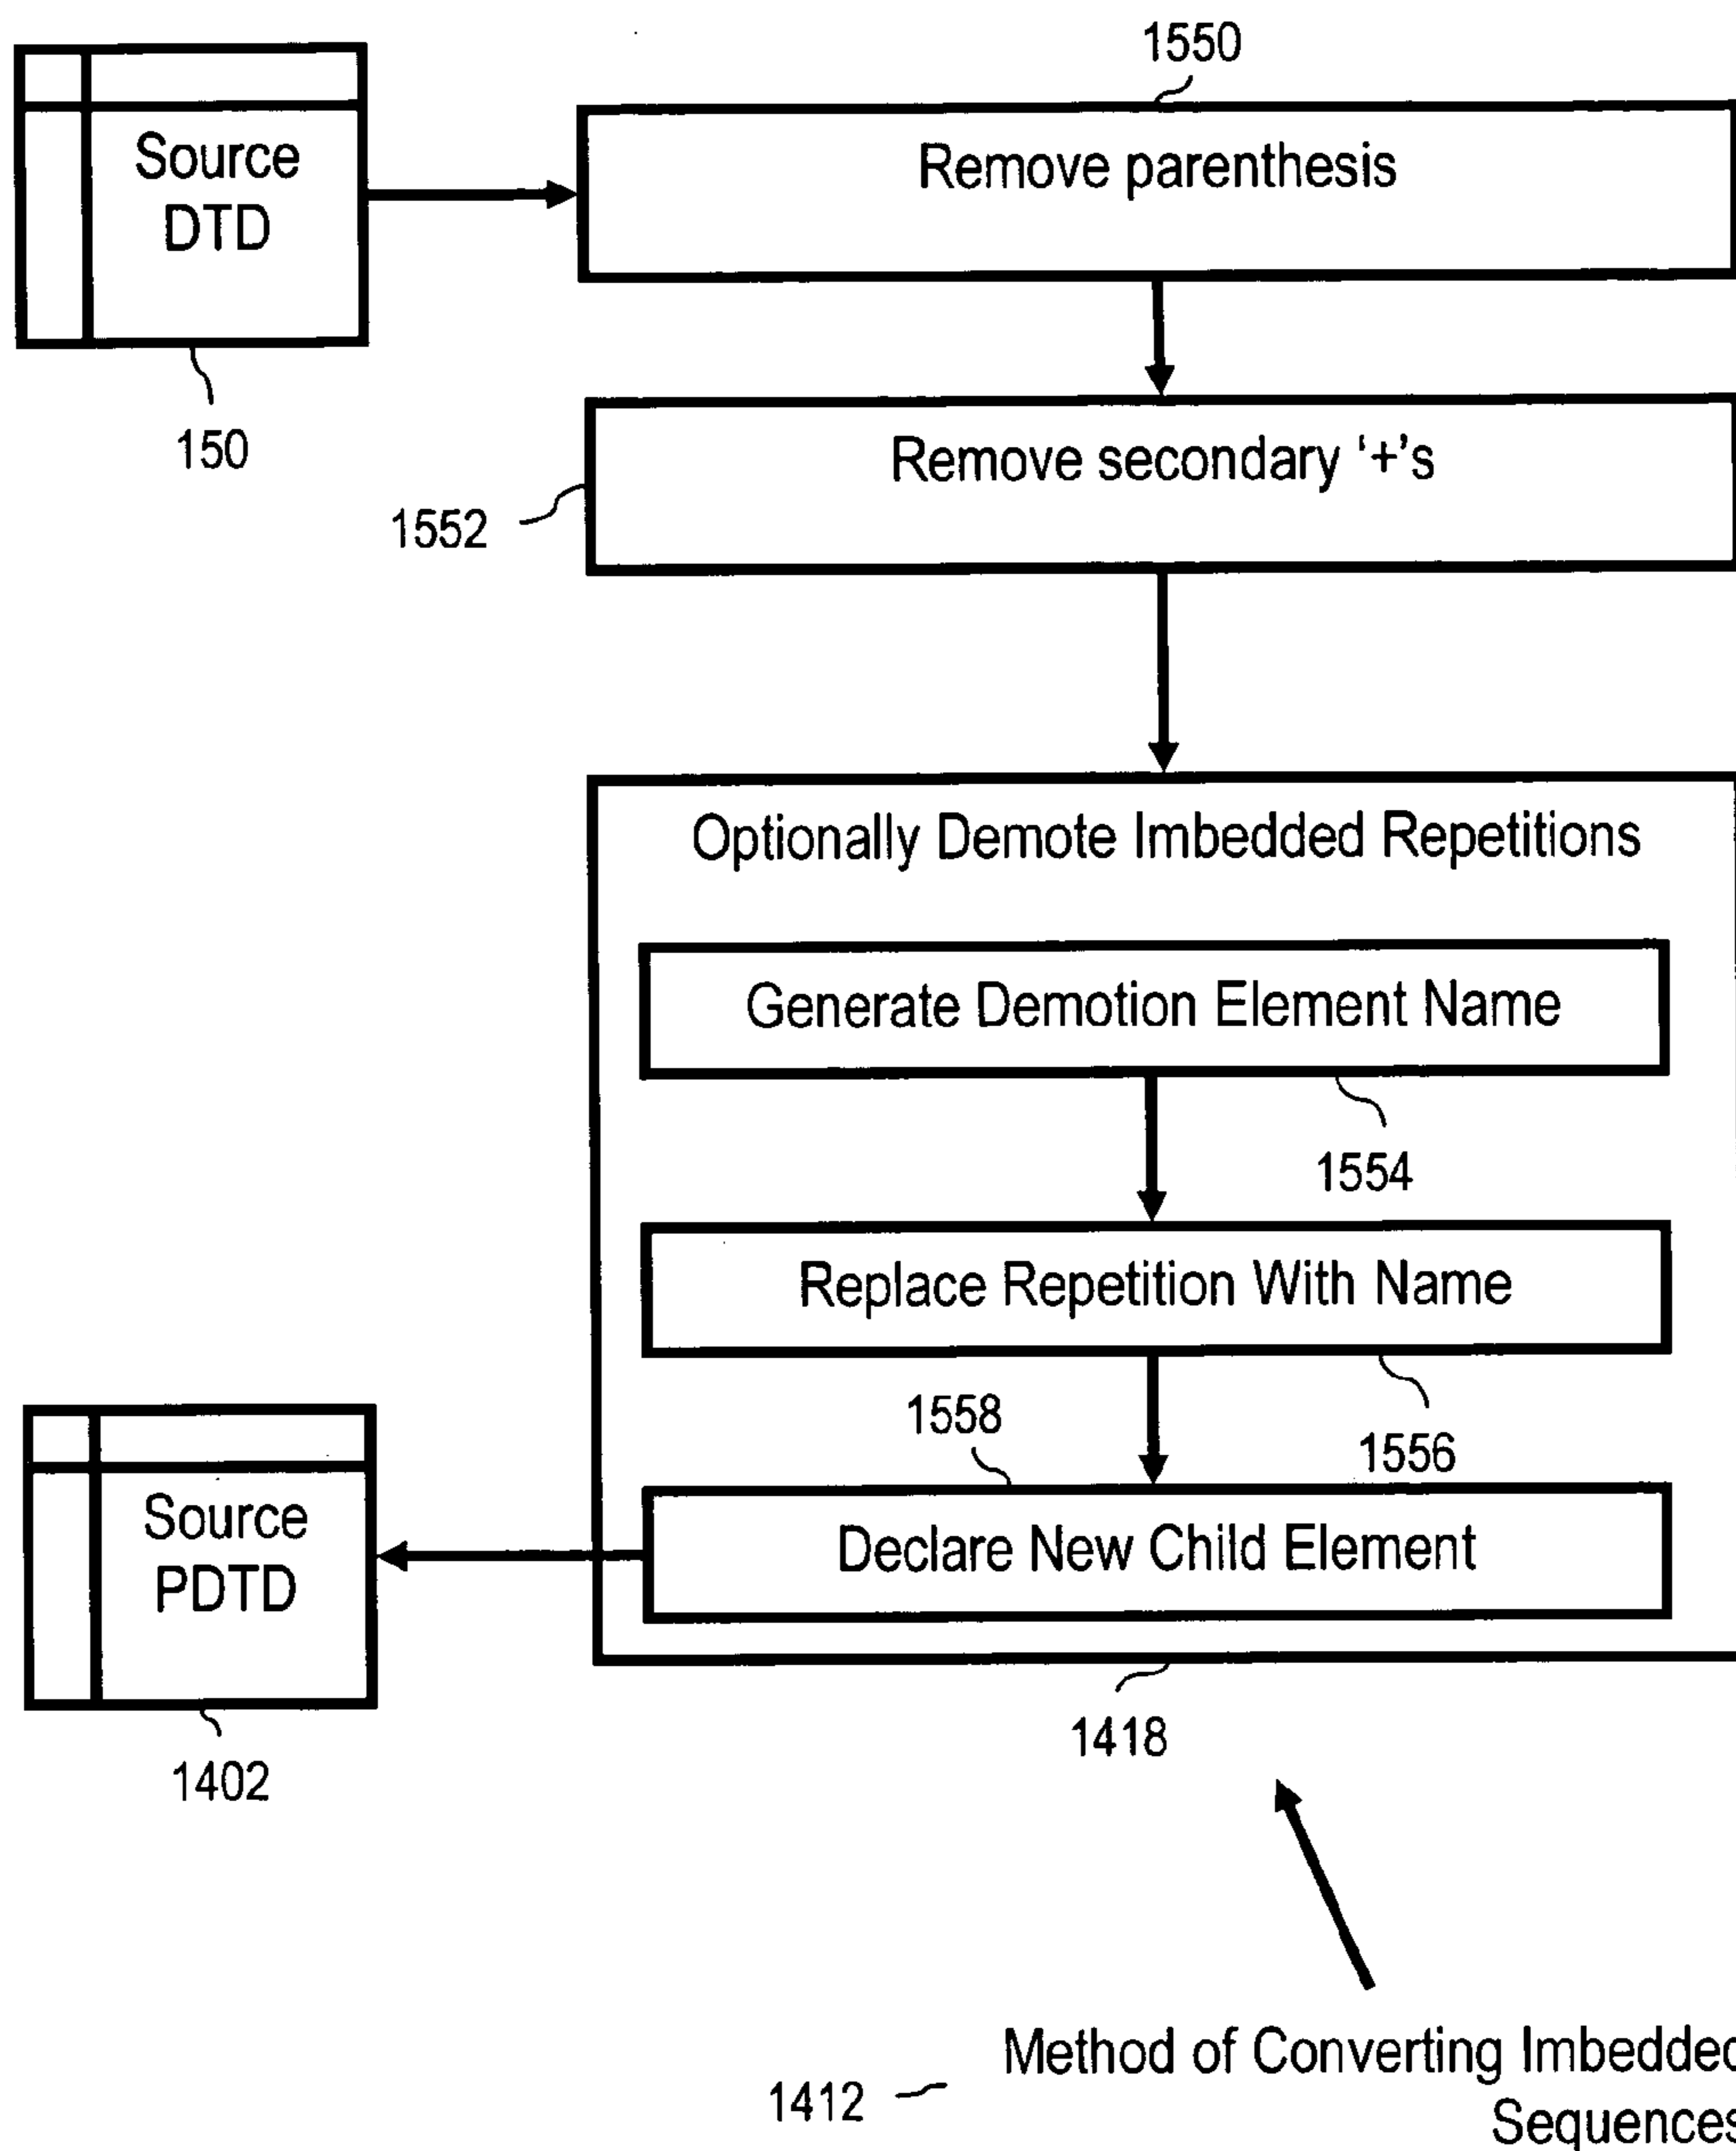 1550
Source
DTD
Remove parenthesis
150
Remove secondary '+'s
1552
Optionally Demote Imbedded Repetitions
Generate Demotion Element Name
1554
Replace Repetition With Name
1558
1556
Source
PDTD
Declare New Child Element
1418
1402
Method of Converting Imbedded
1412
Sequences